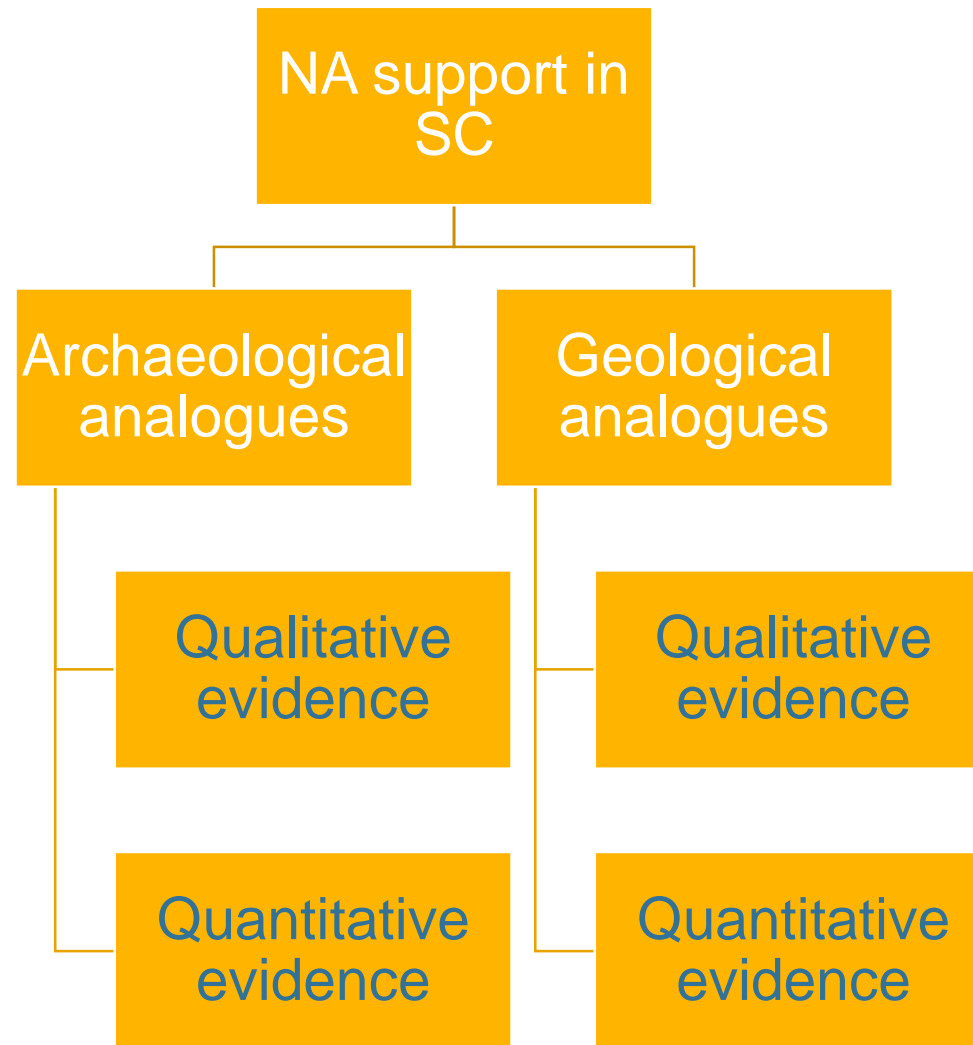 NA support in
SC
Archaeological
analogues
Geological
analogues
Qualitative
evidence
Qualitative
evidence
Quantitative
evidence
Quantitative
evidence